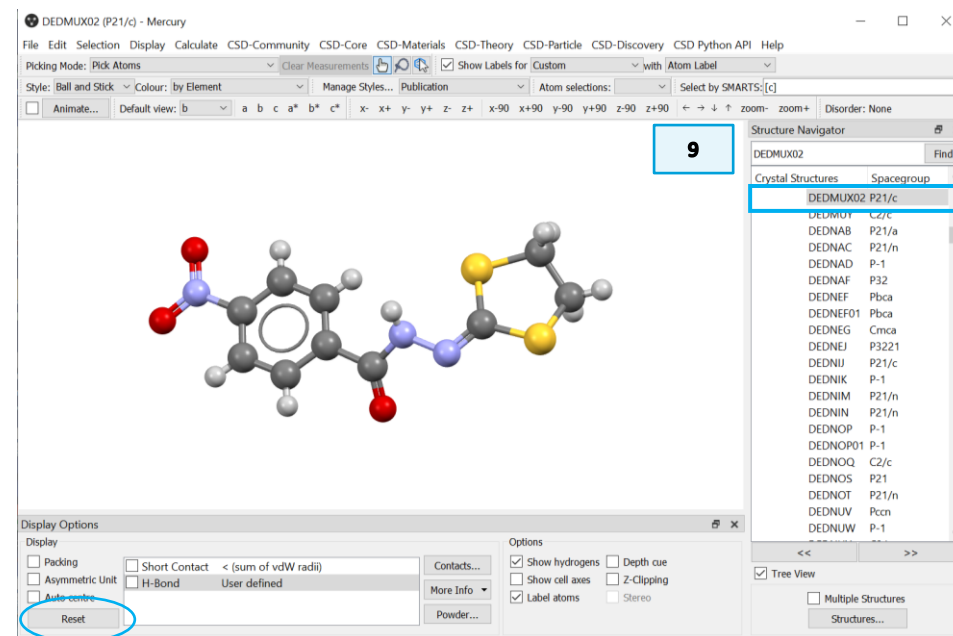 DEDMUX02 (P21/c) - Mercury
File Edit Selection Display Calculate CSD-Community CSD-Core CSD-Materials CSD-Theory CSD-Particle CSD-Discovery CSD Python API Help
Picking Mode: Pick Atoms Clear Measurements Show Labels for Custom with Atom Label
Style: Ball and Stick Colour: by Element Manage Styles... Publication Atom selections: Select by SMARTS: [c]
Animate... Default view: b a b c a* b* c* x- x+ y- y+ z- z+ x-90 x+90 y-90 y+90 z-90 z+90 ← → ↓ ↑ zoom- zoom+ Disorder: None
9
Structure Navigator
DEDMUX02 Find
Crystal Structures Spacegroup
DEDMUX02 P21/c
DEDMUY C2/c
DEDNAB P21/a
DEDNAC P21/n
DEDNAD P-1
DEDNAF P32
DEDNEF Pbca
DEDNEF01 Pbca
DEDNEG Cmca
DEDNEJ P3221
DEDNIJ P21/c
DEDNIK P-1
DEDNIM P21/n
DEDNIN P21/n
DEDNOP P-1
DEDNOP01 P-1
DEDNOQ C2/c
DEDNOS P21
DEDNOT P21/n
DEDNUV Pccn
DEDNUW P-1
<< >>
Tree View
Multiple Structures
Structures...
Display Options
Display
Packing
Asymmetric Unit
Auto centre
Reset
Short Contact < (sum of vdW radii)
H-Bond User defined
Contacts...
More Info
Powder...
Options
Show hydrogens Depth cue
Show cell axes Z-Clipping
Label atoms Stereo